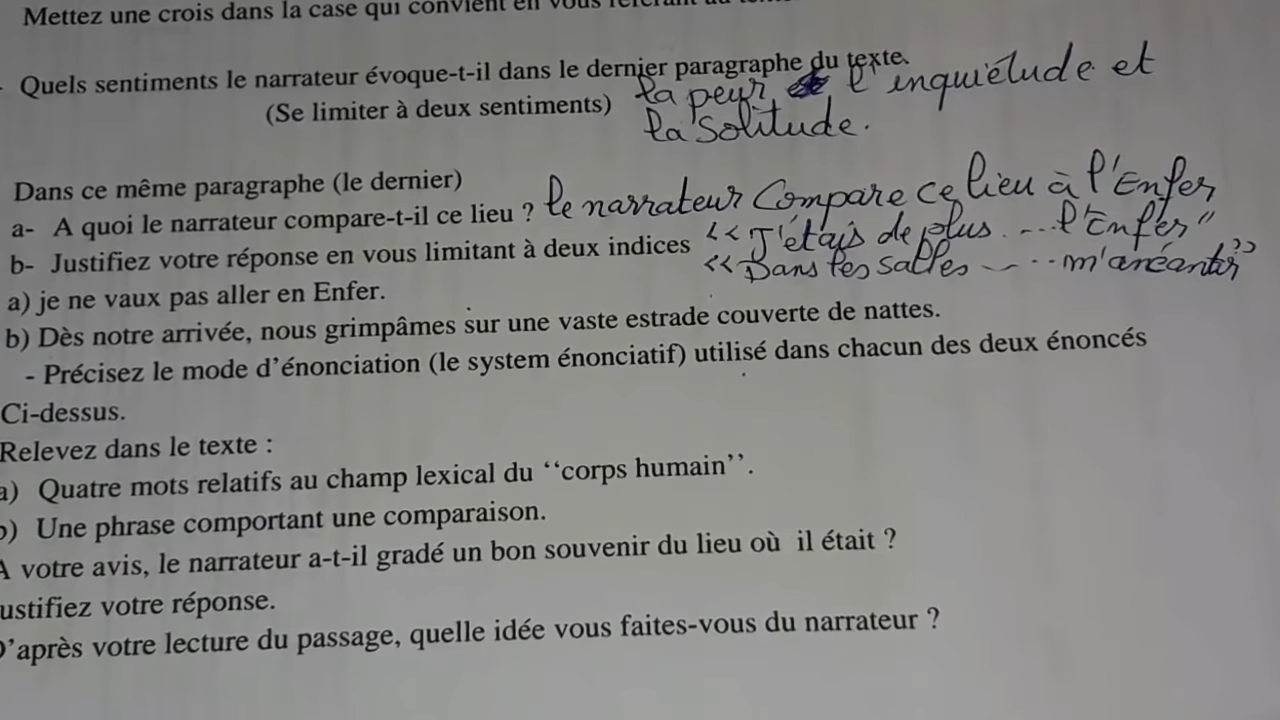 Mettez une crois dans la case qui convient en vous référant au
Quels sentiments le narrateur évoque-t-il dans le dernier paragraphe du texte.
(Se limiter à deux sentiments) la peur, l'inquiétude et
la solitude.
Dans ce même paragraphe (le dernier)
a- A quoi le narrateur compare-t-il ce lieu ? le narrateur Compare ce lieu à l'Enfer
b- Justifiez votre réponse en vous limitant à deux indices <<J'étais de plus ....l'Enfer"
<<Dans les salles ... m'anéantir>>
a) je ne vaux pas aller en Enfer.
b) Dès notre arrivée, nous grimpâmes sur une vaste estrade couverte de nattes.
- Précisez le mode d'énonciation (le system énonciatif) utilisé dans chacun des deux énoncés
Ci-dessus.
Relevez dans le texte :
a) Quatre mots relatifs au champ lexical du ‘‘corps humain’’.
b) Une phrase comportant une comparaison.
A votre avis, le narrateur a-t-il gradé un bon souvenir du lieu où il était ?
ustifiez votre réponse.
D’après votre lecture du passage, quelle idée vous faites-vous du narrateur ?